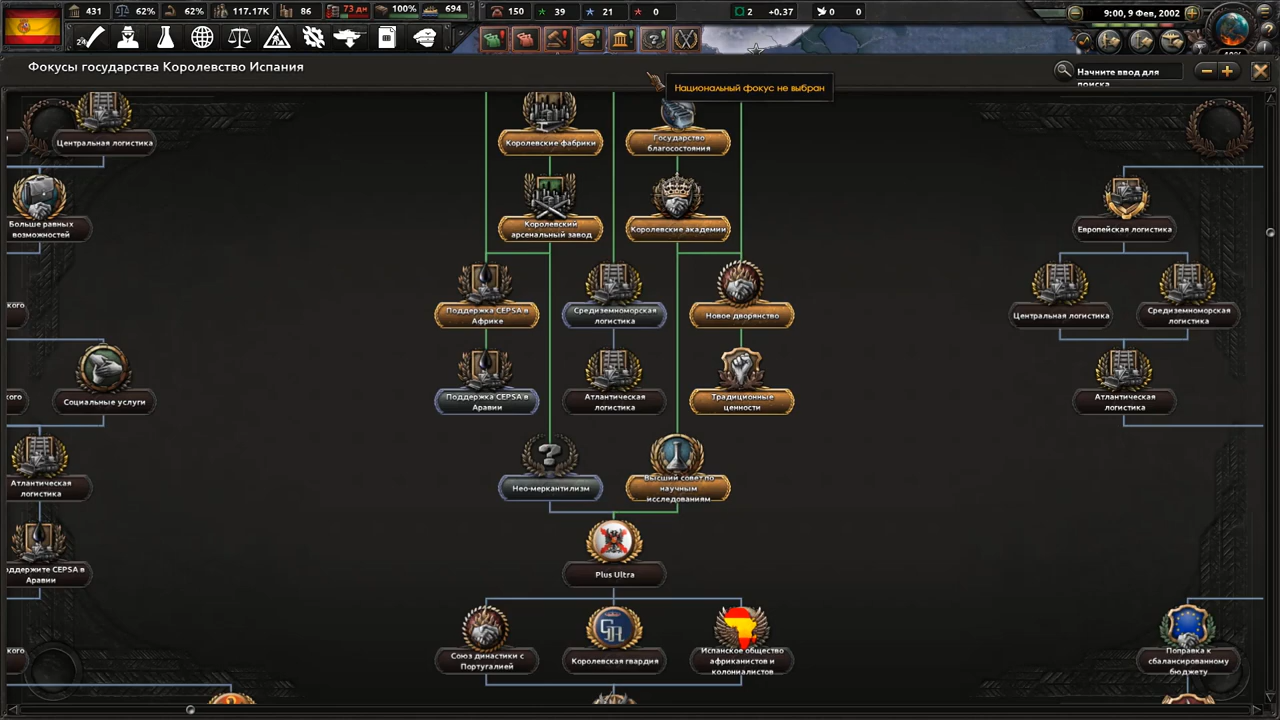 431 62% 62% 117.17K 86 73 дн 100% 694 150 39 21 0 2 +0.37 0 0 9:00, 9 Фев, 2002
Фокусы государства Королевство Испания
Начните ввод для
поиска
Национальный фокус не выбран
Центральная логистика
Королевские фабрики
Государство
благосостояния
Больше равных
возможностей
Королевский
арсенальный завод
Королевские академии
Европейская логистика
кого
Поддержка CEPSA в
Африке
Средиземноморская
логистика
Новое дворянство
Центральная логистика
Средиземноморская
логистика
кого
Социальные услуги
Поддержка CEPSA в
Аравии
Атлантическая
логистика
Традиционные
ценности
Атлантическая
логистика
Атлантическая
логистика
Нео-меркантилизм
Высший совет по
научным
исследованиям
оддержите CEPSA в
Аравии
Plus Ultra
кого
Союз династии с
Португалией
Королевская гвардия
Испанское общество
африканистов и
колониалистов
Поправка к
сбалансированному
бюджету